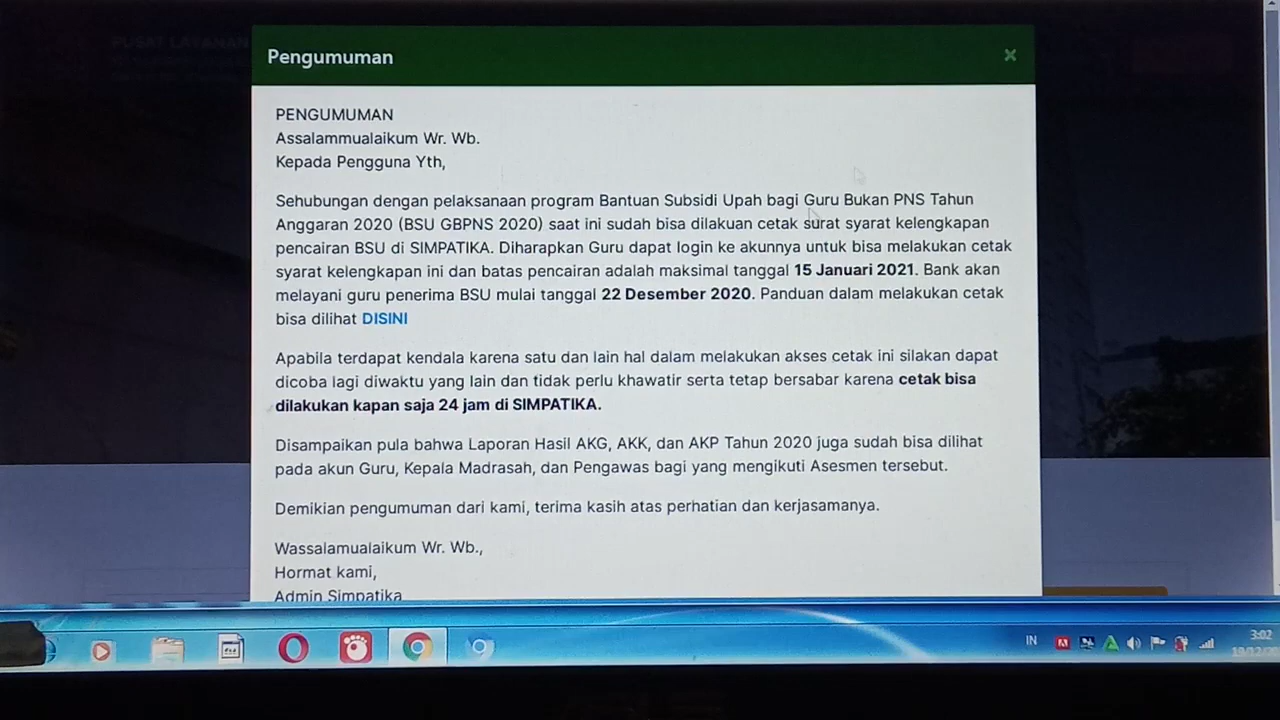 PUSAT LAYANAN
Pengumuman
PENGUMUMAN
Assalammualaikum Wr. Wb.
Kepada Pengguna Yth,
Sehubungan dengan pelaksanaan program Bantuan Subsidi Upah bagi Guru Bukan PNS Tahun
Anggaran 2020 (BSU GBPNS 2020) saat ini sudah bisa dilakuan cetak surat syarat kelengkapan
pencairan BSU di SIMPATIKA. Diharapkan Guru dapat login ke akunnya untuk bisa melakukan cetak
syarat kelengkapan ini dan batas pencairan adalah maksimal tanggal 15 Januari 2021. Bank akan
melayani guru penerima BSU mulai tanggal 22 Desember 2020. Panduan dalam melakukan cetak
bisa dilihat DISINI
Apabila terdapat kendala karena satu dan lain hal dalam melakukan akses cetak ini silakan dapat
dicoba lagi diwaktu yang lain dan tidak perlu khawatir serta tetap bersabar karena cetak bisa
dilakukan kapan saja 24 jam di SIMPATIKA.
Disampaikan pula bahwa Laporan Hasil AKG, AKK, dan AKP Tahun 2020 juga sudah bisa dilihat
pada akun Guru, Kepala Madrasah, dan Pengawas bagi yang mengikuti Asesmen tersebut.
Demikian pengumuman dari kami, terima kasih atas perhatian dan kerjasamanya.
Wassalamualaikum Wr. Wb.,
Hormat kami,
Admin Simpatika
IN
3:02